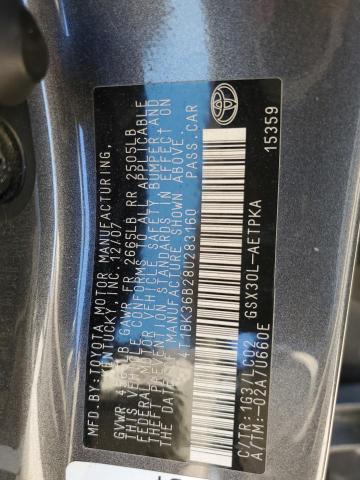 MFD.BY:TOYOTA MOTOR MANUFACTURING,
KENTUCKY INC. 12/07
GVWR LB GAWR FR 2665LB RR 2505LB
THIS VEHICLE CONFORMS TO ALL APPLICABLE
FEDERAL MOTOR VEHICLE SAFETY BUMPER, AND
THEFT PREVENTION STANDARDS IN EFFECT ON
THE DATE OF MANUFACTURE SHOWN ABOVE.
4T1BK36B28U283160 PASS.CAR
C/TR:1G3/LC02 GSX30L-AETPKA
A/TM:-02A/U660E 15359